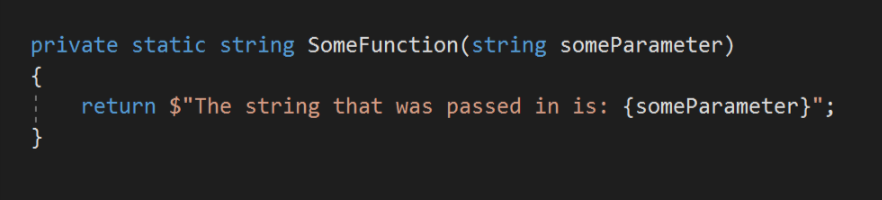 private static string SomeFunction(string someParameter)
{
    return $"The string that was passed in is: {someParameter}";
}